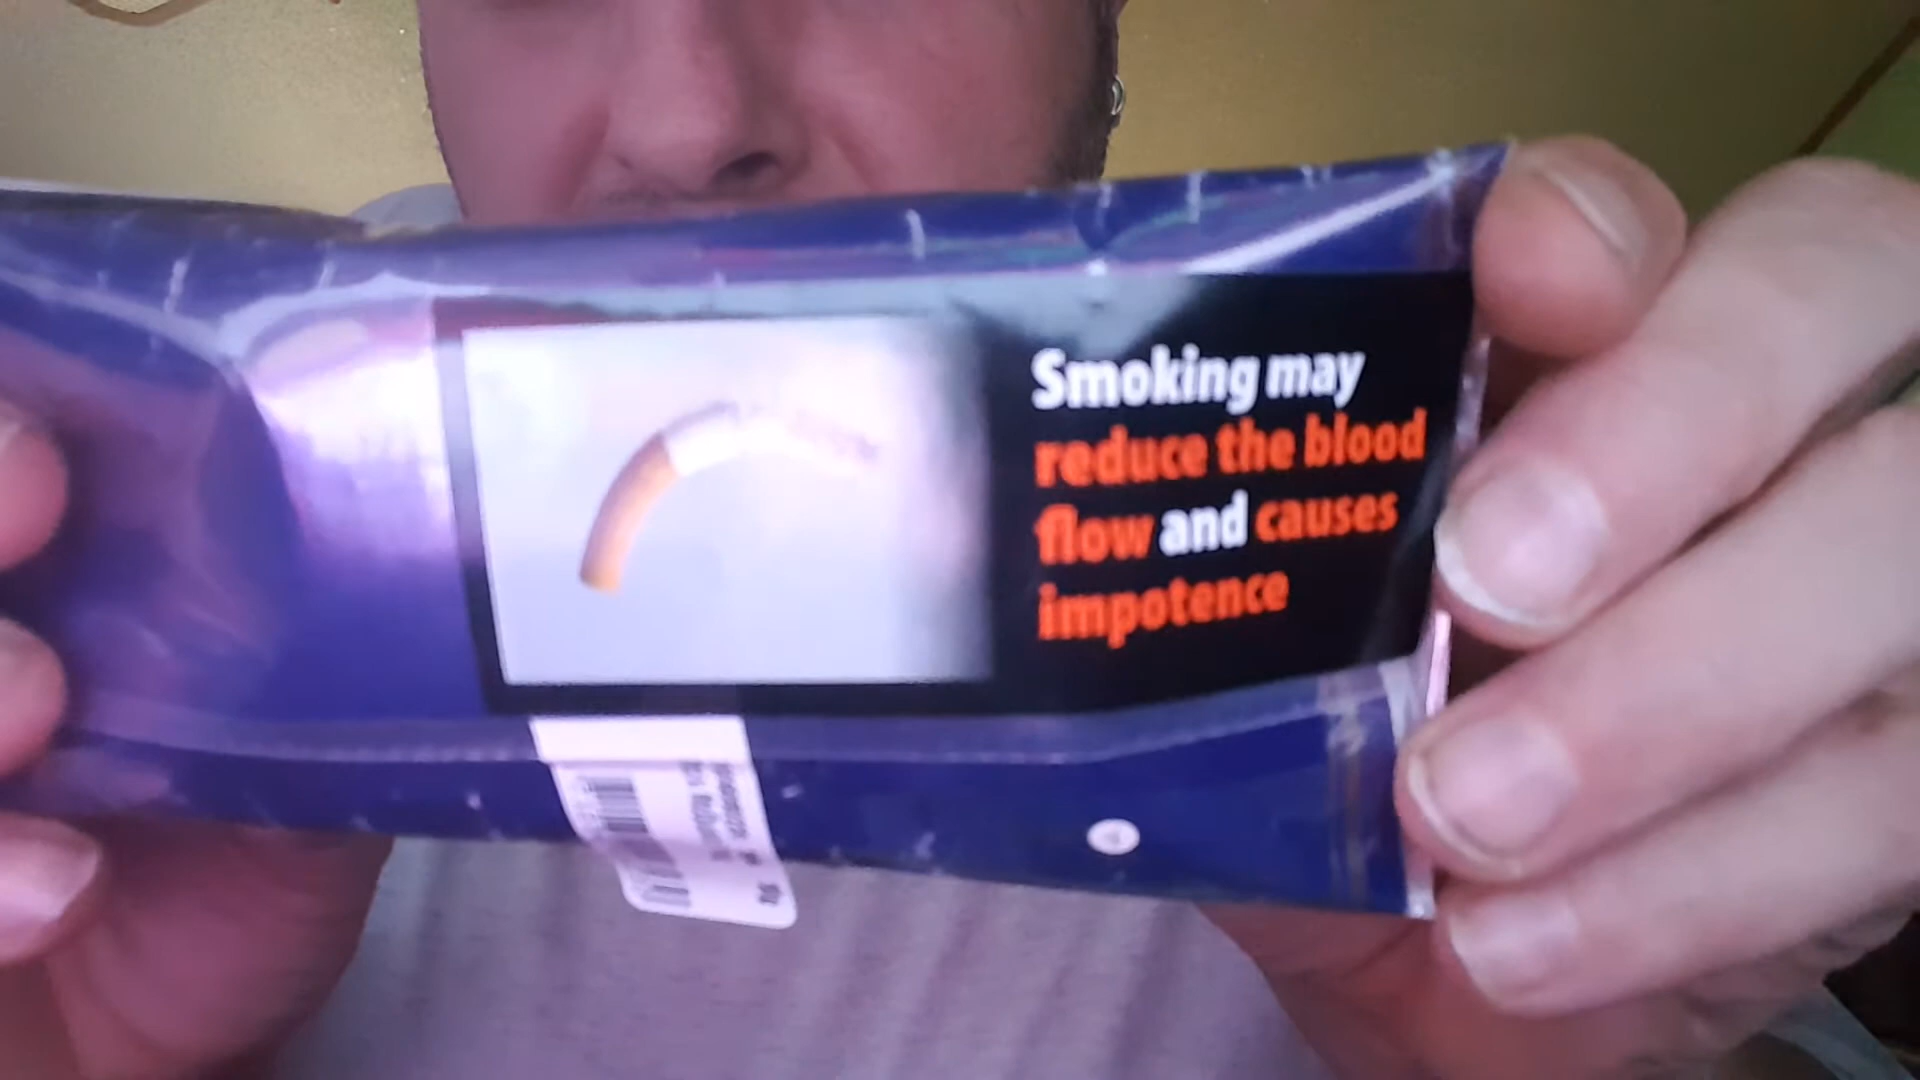 Smoking may
reduce the blood
flow and causes
impotence